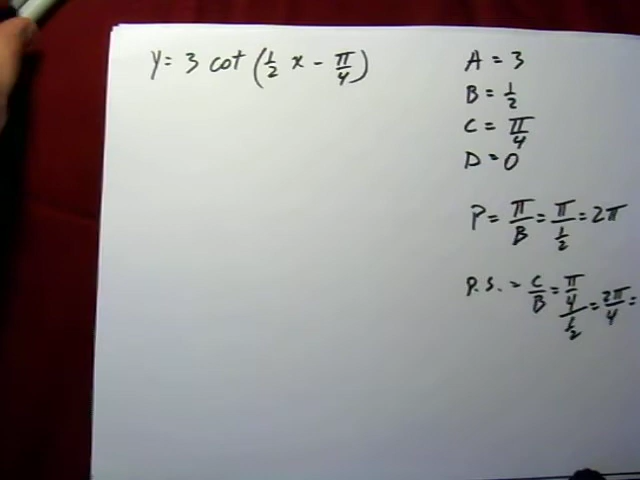 y = 3 cot (1/2 x - π/4)
A = 3
B = 1/2
C = π/4
D = 0
P = π/B = π/(1/2) = 2π
P.S. = C/B = (π/4)/(1/2) = 2π/4 =